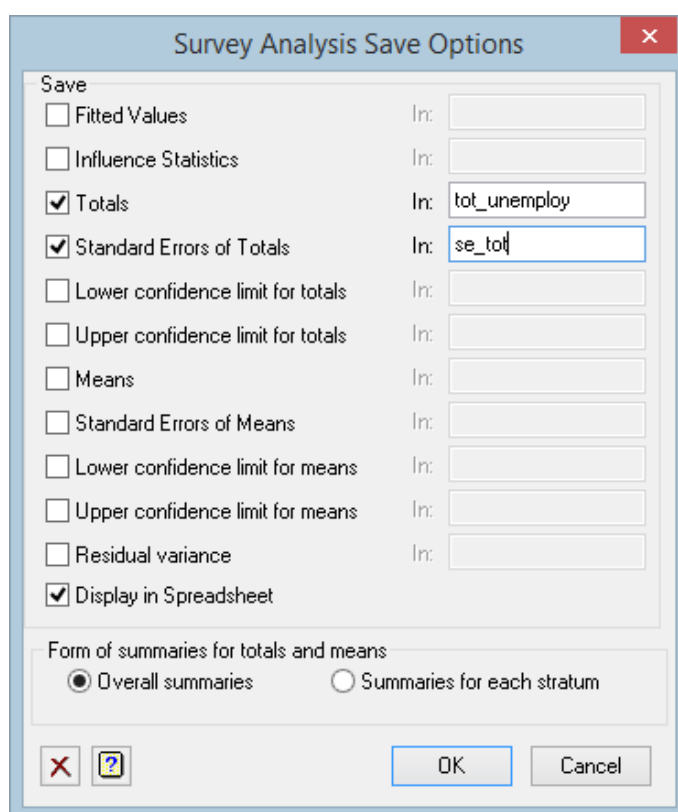 Survey Analysis Save Options
Save
Fitted Values In:
Influence Statistics In:
Totals In: tot_unemploy
Standard Errors of Totals In: se_tot
Lower confidence limit for totals In:
Upper confidence limit for totals In:
Means In:
Standard Errors of Means In:
Lower confidence limit for means In:
Upper confidence limit for means In:
Residual variance In:
Display in Spreadsheet
Form of summaries for totals and means
Overall summaries Summaries for each stratum
? OK Cancel